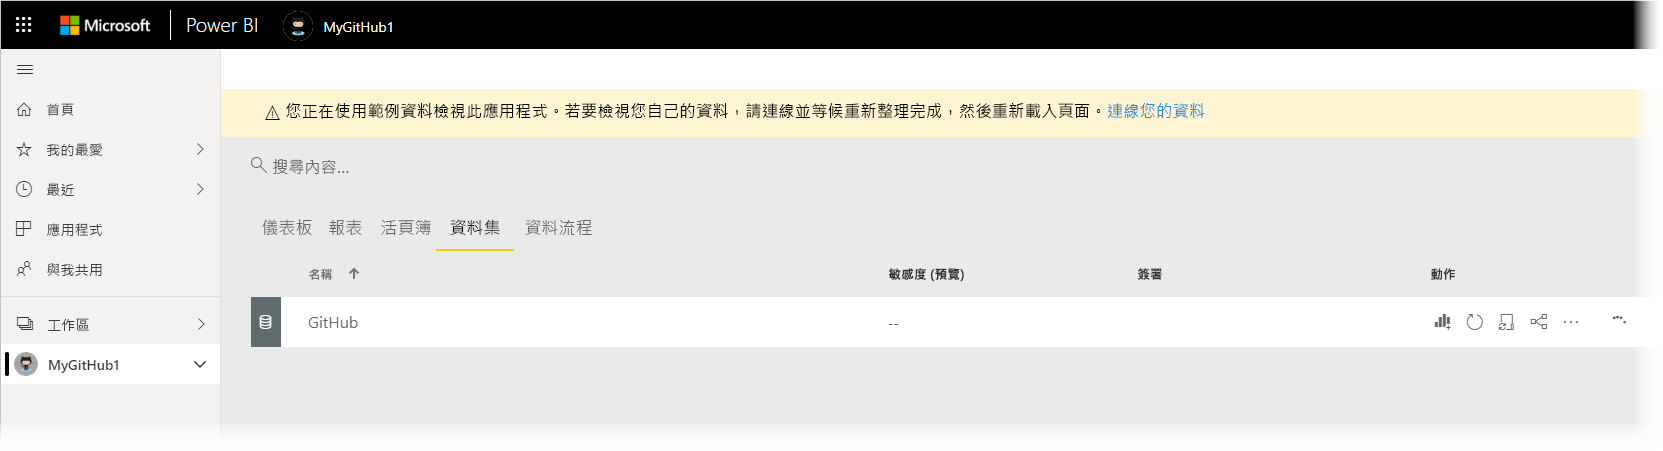 Microsoft Power BI MyGitHub1
首頁
我的最愛
最近
應用程式
與我共用
工作區
MyGitHub1
您正在使用範例資料檢視此應用程式。若要檢視您自己的資料，請連線並等候重新整理完成，然後重新載入頁面。連線您的資料
搜尋內容...
儀表板 報表 活頁簿 資料集 資料流程
名稱 敏感度 (預覽) 簽署 動作
GitHub --